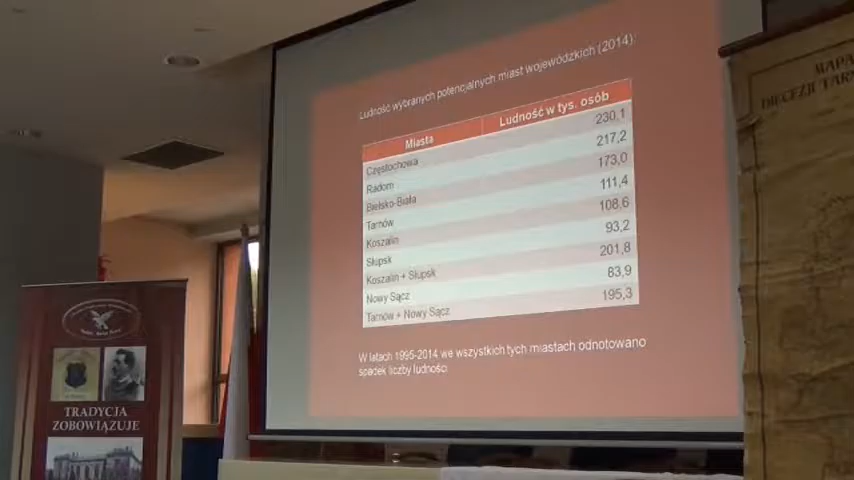 Ludność wybranych potencjalnych miast wojewódzkich (2014):
Miasta Ludność w tys. osób
Częstochowa 230,1
Radom 217,2
Bielsko-Biała 173,0
Tarnów 111,4
Koszalin 108,6
Słupsk 93,2
Koszalin + Słupsk 201,8
Nowy Sącz 83,9
Tarnów + Nowy Sącz 195,3
W latach 1995-2014 we wszystkich tych miastach odnotowano
spadek liczby ludności
TRADYCJA
ZOBOWIĄZUJE
MAPA
DIECEZJI